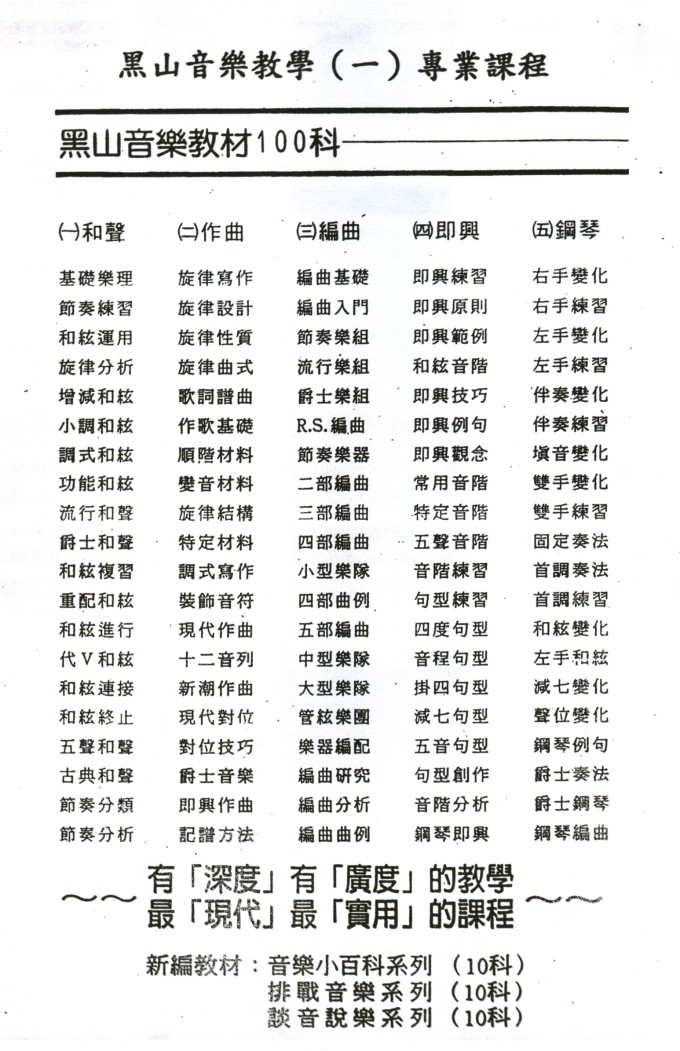 黑山音樂教學（一）專業課程
黑山音樂教材100科
㈠和聲 ㈡作曲 ㈢編曲 ㈣即興 ㈤鋼琴
基礎樂理 旋律寫作 編曲基礎 即興練習 右手變化
節奏練習 旋律設計 編曲入門 即興原則 右手練習
和絃運用 旋律性質 節奏樂組 即興範例 左手變化
旋律分析 旋律曲式 流行樂組 和絃音階 左手練習
增減和絃 歌詞譜曲 爵士樂組 即興技巧 伴奏變化
小調和絃 作歌基礎 R.S.編曲 即興例句 伴奏練習
調式和絃 順階材料 節奏樂器 即興觀念 塡音變化
功能和絃 變音材料 二部編曲 常用音階 雙手變化
流行和聲 旋律結構 三部編曲 特定音階 雙手練習
爵士和聲 特定材料 四部編曲 五聲音階 固定奏法
和絃複習 調式寫作 小型樂隊 音階練習 首調奏法
重配和絃 裝飾音符 四部曲例 句型練習 首調練習
和絃進行 現代作曲 五部編曲 四度句型 和絃變化
代V和絃 十二音列 中型樂隊 音程句型 左手和絃
和絃連接 新潮作曲 大型樂隊 掛四句型 減七變化
和絃終止 現代對位 管絃樂團 減七句型 聲位變化
五聲和聲 對位技巧 樂器編配 五音句型 鋼琴例句
古典和聲 爵士音樂 編曲研究 句型創作 爵士奏法
節奏分類 即興作曲 編曲分析 音階分析 爵士鋼琴
節奏分析 記譜方法 編曲曲例 鋼琴即興 鋼琴編曲
有「深度」有「廣度」的教學
～～最「現代」最「實用」的課程～～
新編教材：音樂小百科系列（10科）
排戰音樂系列（10科）
談音說樂系列（10科）